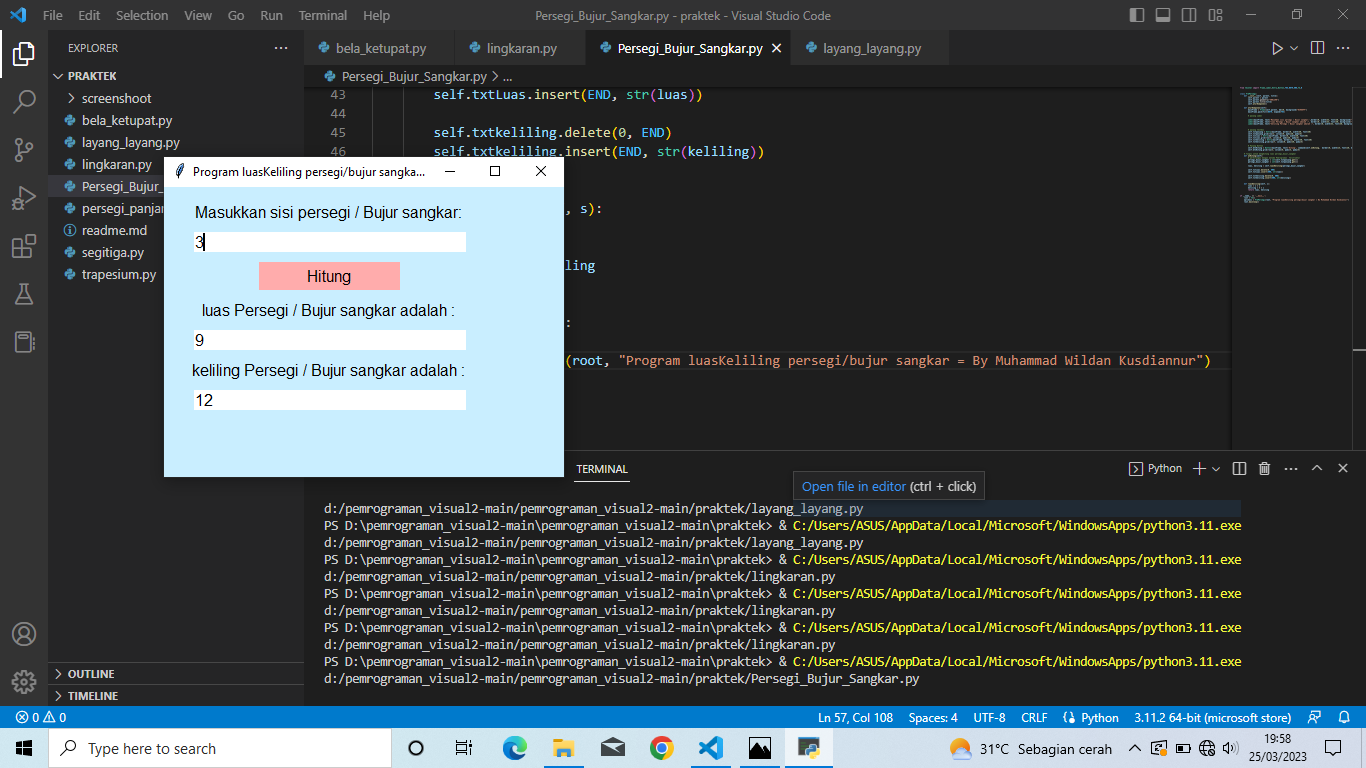 File Edit Selection View Go Run Terminal Help
Persegi_Bujur_Sangkar.py - praktek - Visual Studio Code
EXPLORER
PRAKTEK
screenshoot
bela_ketupat.py
layang_layang.py
lingkaran.py
Persegi_Bujur_
persegi_panjar
readme.md
segitiga.py
trapesium.py
OUTLINE
TIMELINE
bela_ketupat.py
lingkaran.py
Persegi_Bujur_Sangkar.py
layang_layang.py
Persegi_Bujur_Sangkar.py > ...
43 self.txtLuas.insert(END, str(luas))
44
45 self.txtkeliling.delete(0, END)
46 self.txtkeliling.insert(END, str(keliling))
, s):
ling
:
(root, "Program luasKeliling persegi/bujur sangkar = By Muhammad Wildan Kusdiannur")
Program luasKeliling persegi/bujur sangka...
Masukkan sisi persegi / Bujur sangkar:
3
Hitung
luas Persegi / Bujur sangkar adalah :
9
keliling Persegi / Bujur sangkar adalah :
12
TERMINAL
Python
Open file in editor (ctrl + click)
d:/pemrograman_visual2-main/pemrograman_visual2-main/praktek/layang_layang.py
PS D:\pemrograman_visual2-main\pemrograman_visual2-main\praktek> & C:/Users/ASUS/AppData/Local/Microsoft/WindowsApps/python3.11.exe
d:/pemrograman_visual2-main/pemrograman_visual2-main/praktek/layang_layang.py
PS D:\pemrograman_visual2-main\pemrograman_visual2-main\praktek> & C:/Users/ASUS/AppData/Local/Microsoft/WindowsApps/python3.11.exe
d:/pemrograman_visual2-main/pemrograman_visual2-main/praktek/lingkaran.py
PS D:\pemrograman_visual2-main\pemrograman_visual2-main\praktek> & C:/Users/ASUS/AppData/Local/Microsoft/WindowsApps/python3.11.exe
d:/pemrograman_visual2-main/pemrograman_visual2-main/praktek/lingkaran.py
PS D:\pemrograman_visual2-main\pemrograman_visual2-main\praktek> & C:/Users/ASUS/AppData/Local/Microsoft/WindowsApps/python3.11.exe
d:/pemrograman_visual2-main/pemrograman_visual2-main/praktek/lingkaran.py
PS D:\pemrograman_visual2-main\pemrograman_visual2-main\praktek> & C:/Users/ASUS/AppData/Local/Microsoft/WindowsApps/python3.11.exe
d:/pemrograman_visual2-main/pemrograman_visual2-main/praktek/Persegi_Bujur_Sangkar.py
0 0 Ln 57, Col 108 Spaces: 4 UTF-8 CRLF Python 3.11.2 64-bit (microsoft store)
Type here to search
31°C Sebagian cerah
19:58
25/03/2023